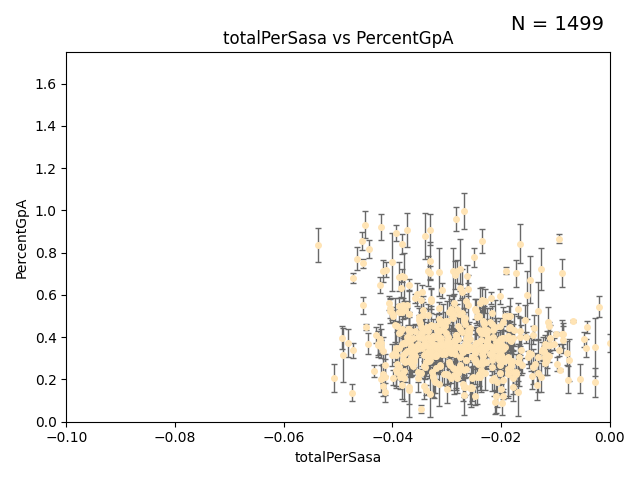 N = 1499
totalPerSasa vs PercentGpA
PercentGpA
1.6
1.4
1.2
1.0
0.8
0.6
0.4
0.2
0.0
−0.10 −0.08 −0.06 −0.04 −0.02 0.00
totalPerSasa